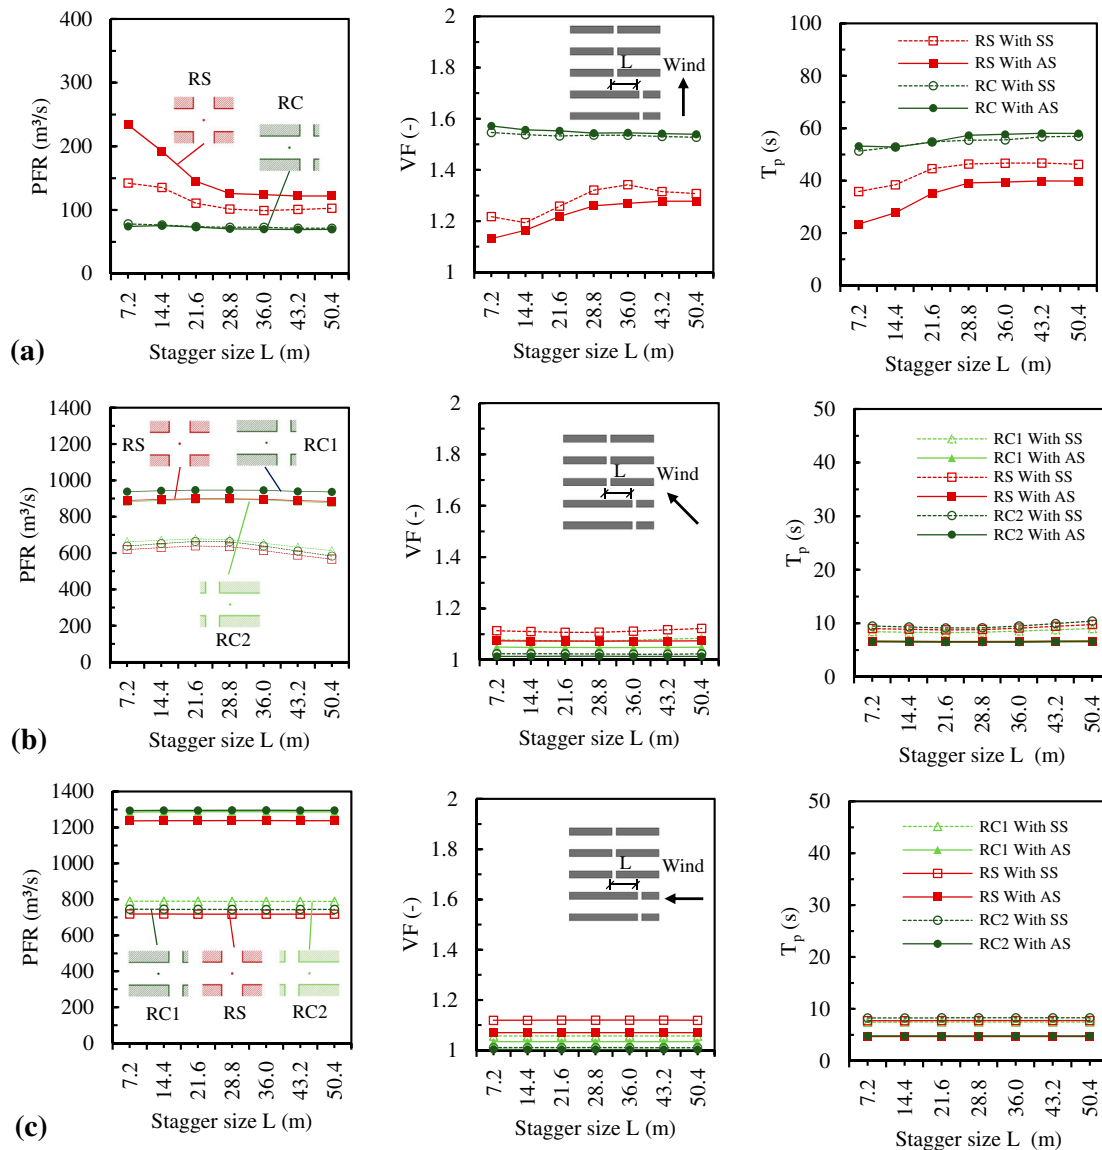 400
300
200
100
0
PFR (m³/s)
RS
RC
7.2
14.4
21.6
28.8
36.0
43.2
50.4
Stagger size L (m)
(a)
2
1.8
1.6
1.4
1.2
1
VF (-)
L
Wind
7.2
14.4
21.6
28.8
36.0
43.2
50.4
Stagger size L (m)
100
80
60
40
20
0
Tp (s)
RS With SS
RS With AS
RC With SS
RC With AS
7.2
14.4
21.6
28.8
36.0
43.2
50.4
Stagger size L (m)
1400
1200
1000
800
600
400
200
0
PFR (m³/s)
RS
RC1
RC2
7.2
14.4
21.6
28.8
36.0
43.2
50.4
Stagger size L (m)
(b)
2
1.8
1.6
1.4
1.2
1
VF (-)
L
Wind
7.2
14.4
21.6
28.8
36.0
43.2
50.4
Stagger size L (m)
50
40
30
20
10
0
Tp (s)
RC1 With SS
RC1 With AS
RS With SS
RS With AS
RC2 With SS
RC2 With AS
7.2
14.4
21.6
28.8
36.0
43.2
50.4
Stagger size L (m)
1400
1200
1000
800
600
400
200
0
PFR (m³/s)
RC1
RS
RC2
7.2
14.4
21.6
28.8
36.0
43.2
50.4
Stagger size L (m)
(c)
2
1.8
1.6
1.4
1.2
1
VF (-)
L
Wind
7.2
14.4
21.6
28.8
36.0
43.2
50.4
Stagger size L (m)
50
40
30
20
10
0
Tp (s)
RC1 With SS
RC1 With AS
RS With SS
RS With AS
RC2 With SS
RC2 With AS
7.2
14.4
21.6
28.8
36.0
43.2
50.4
Stagger size L (m)